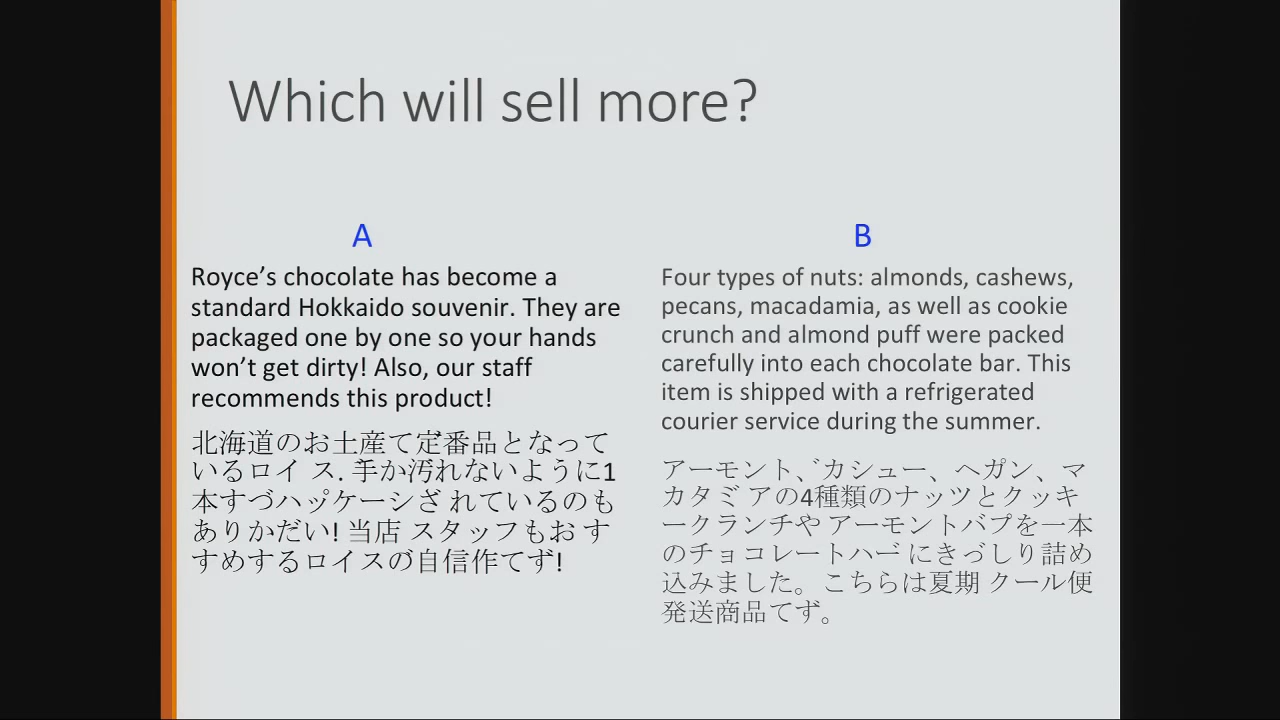 Which will sell more?
A
Royce’s chocolate has become a
standard Hokkaido souvenir. They are
packaged one by one so your hands
won’t get dirty! Also, our staff
recommends this product!
北海道のお土産て定番品となって
いるロイ ス. 手か汚れないように1
本すづハッケーシざ れているのも
ありかだい! 当店 スタッフもお す
すめするロイスの゙自信作てず!
B
Four types of nuts: almonds, cashews,
pecans, macadamia, as well as cookie
crunch and almond puff were packed
carefully into each chocolate bar. This
item is shipped with a refrigerated
courier service during the summer.
アーモント、゙カシュー、ヘガン、マ
カタミ゙アの4種類のナッツとクッキ
ークランチや アーモントバプを一本
のチョコレートハー゙にきづしり詰め
込みました。こちらは夏期 クール便
発送商品てず。